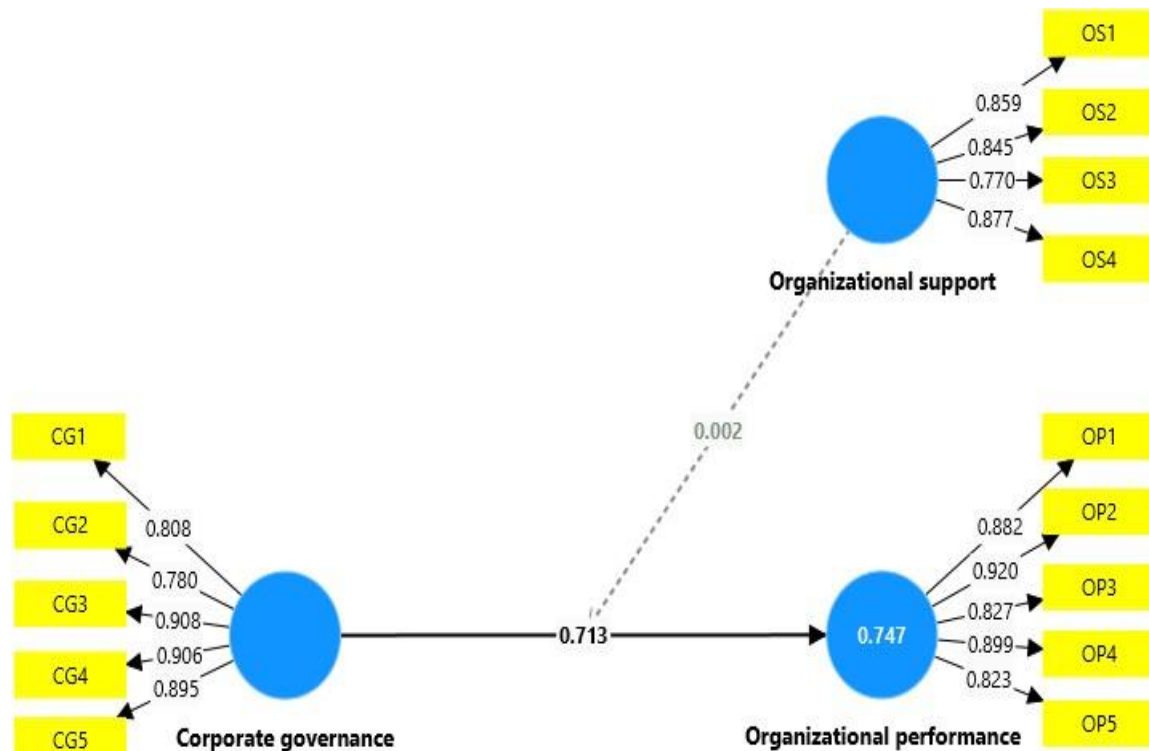 OS1
0.859
OS2
0.845
OS3
0.770
0.877
OS4
Organizational support
0.002
CG1
0.808
CG2
0.780
CG3
0.908
0.906
CG4
0.895
CG5
Corporate governance
0.713
0.747
OP1
0.882
OP2
0.920
OP3
0.827
0.899
OP4
0.823
OP5
Organizational performance